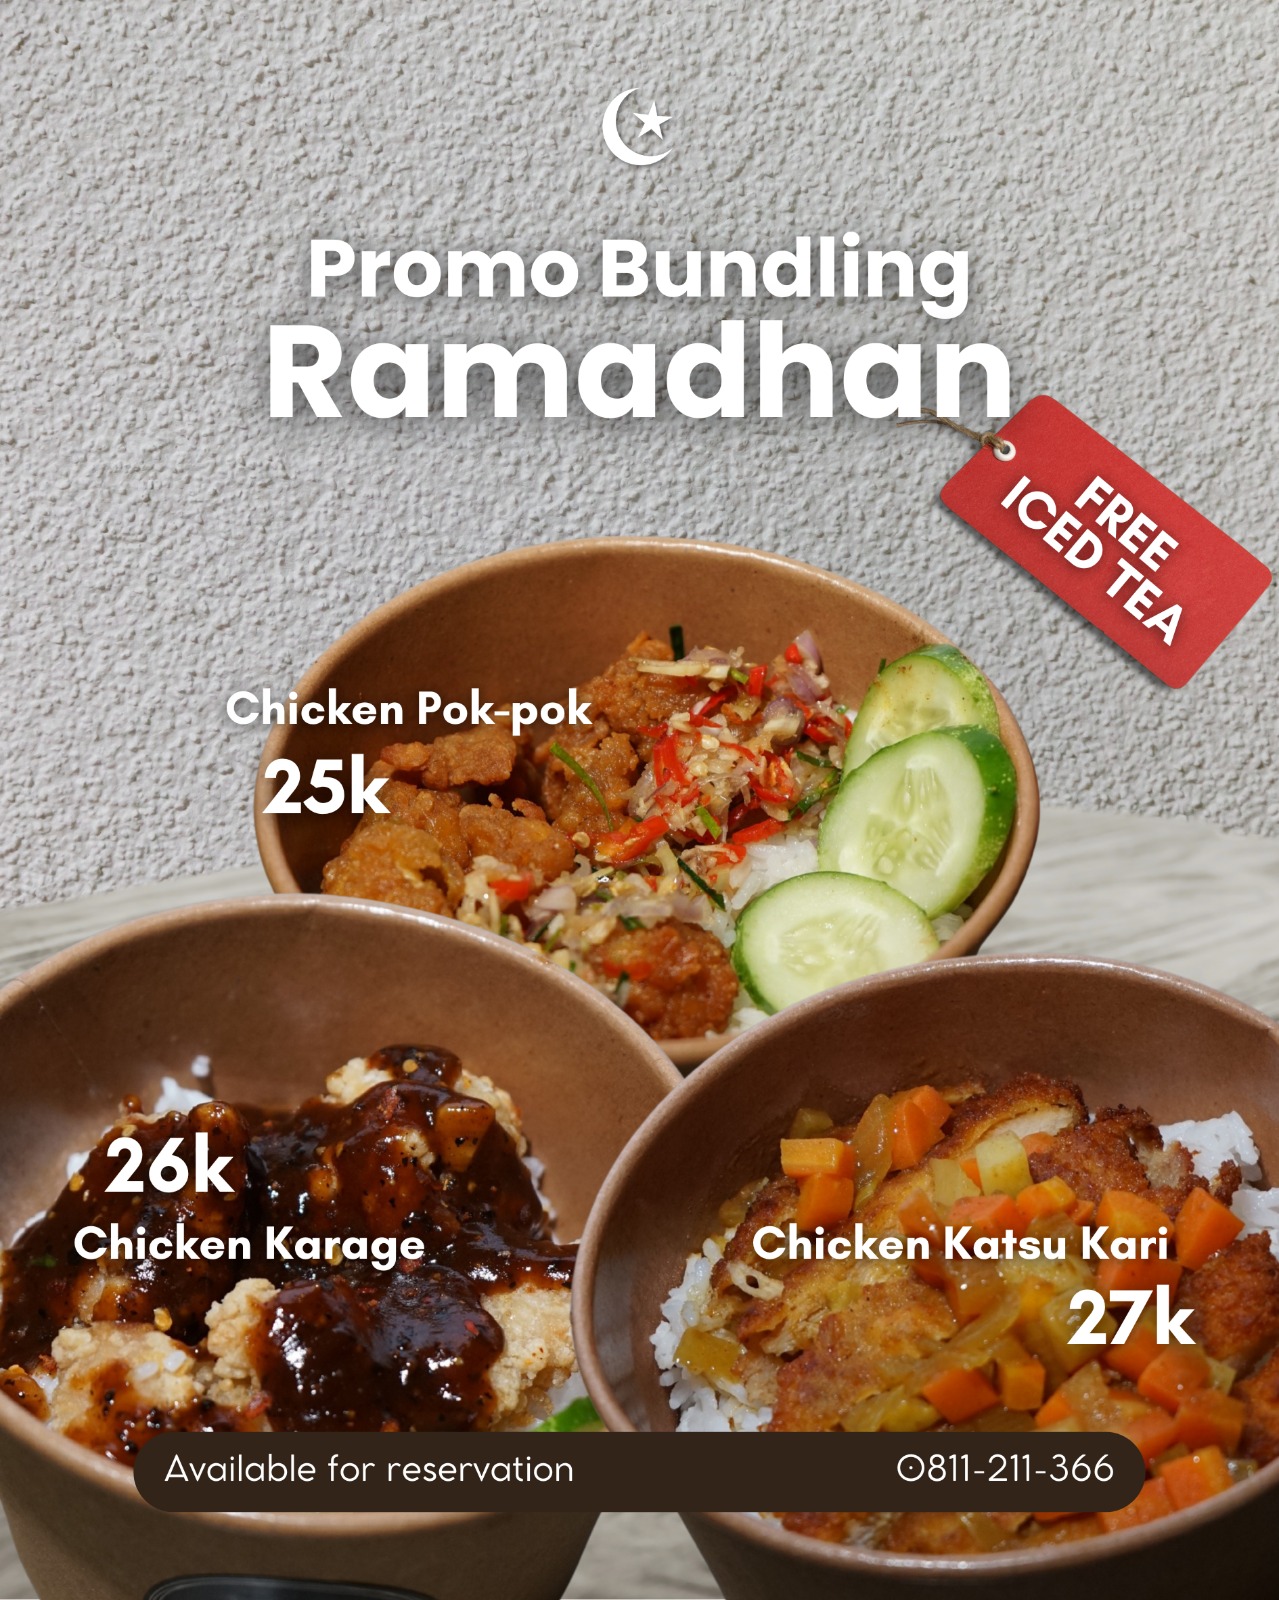 Promo Bundling
Ramadhan
FREE
ICED TEA
Chicken Pok-pok
25k
26k
Chicken Karage
Chicken Katsu Kari
27k
Available for reservation
0811-211-366